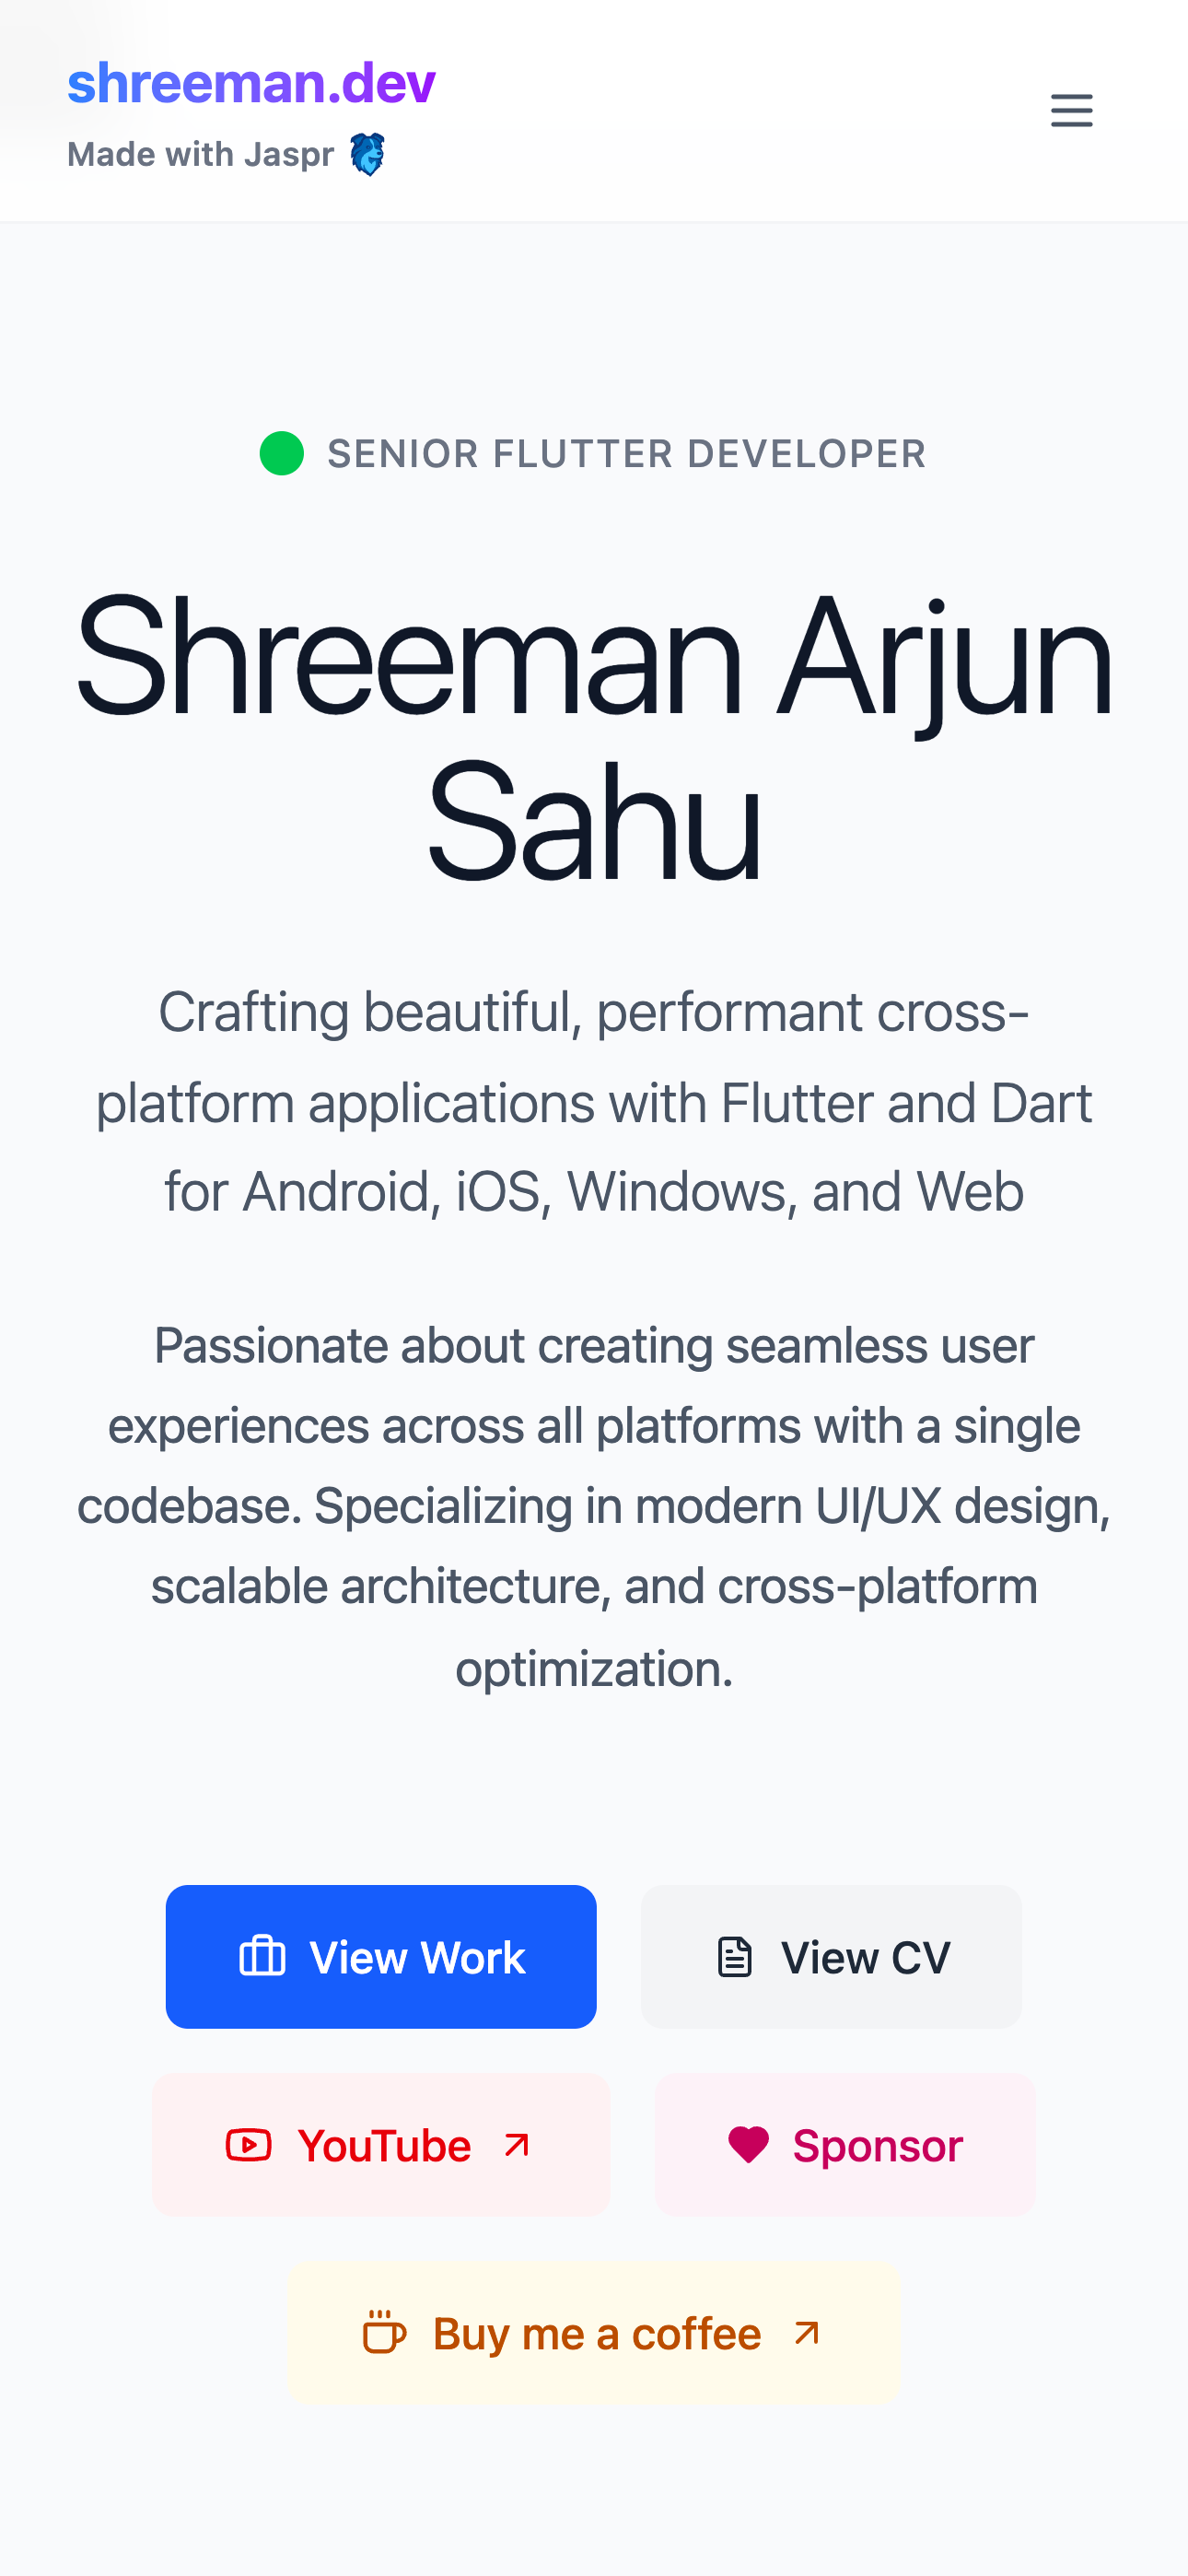 shreeman.dev
Made with Jaspr
SENIOR FLUTTER DEVELOPER
Shreeman Arjun
Sahu
Crafting beautiful, performant cross-
platform applications with Flutter and Dart
for Android, iOS, Windows, and Web
Passionate about creating seamless user
experiences across all platforms with a single
codebase. Specializing in modern UI/UX design,
scalable architecture, and cross-platform
optimization.
View Work
View CV
YouTube
Sponsor
Buy me a coffee